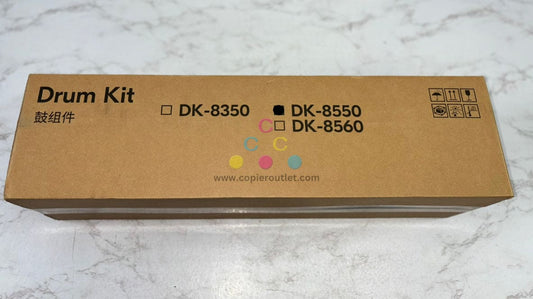 Drum Kit
鼓组件
DK-8350
DK-8550
DK-8560
C
C C
www.copieroutlet.com